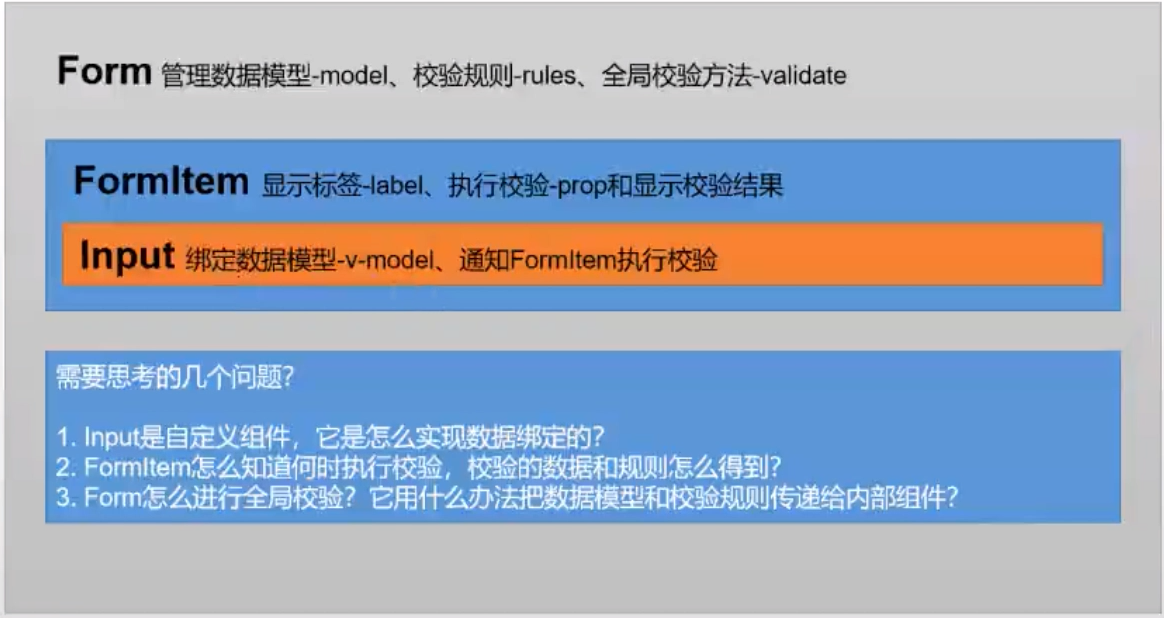 Form 管理数据模型-model、校验规则-rules、全局校验方法-validate
FormItem 显示标签-label、执行校验-prop和显示校验结果
Input 绑定数据模型-v-model、通知FormItem执行校验
需要思考的几个问题？
1. Input是自定义组件，它是怎么实现数据绑定的？
2. FormItem怎么知道何时执行校验，校验的数据和规则怎么得到？
3. Form怎么进行全局校验？它用什么办法把数据模型和校验规则传递给内部组件？